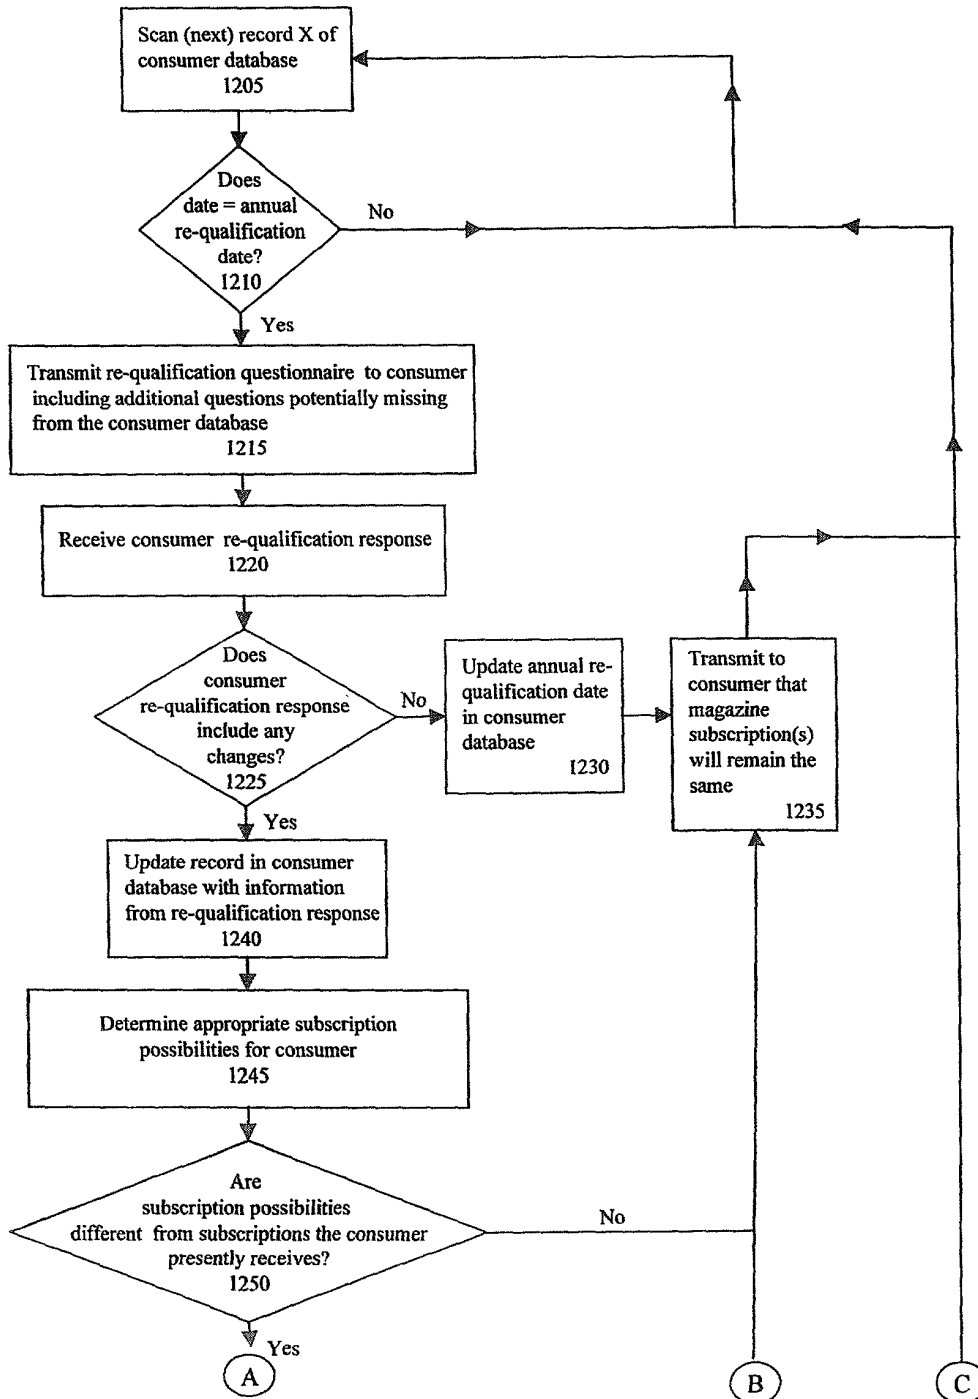 Scan (next) record X of
consumer database
1205
Does
date = annual
re-qualification
date?
1210
No
Yes
Transmit re-qualification questionnaire to consumer
including additional questions potentially missing
from the consumer database
1215
Receive consumer re-qualification response
1220
Does
consumer
re-qualification response
include any
changes?
1225
No
Update annual re-
qualification date
in consumer
database
1230
Transmit to
consumer that
magazine
subscription(s)
will remain the
same
1235
Yes
Update record in consumer
database with information
from re-qualification response
1240
Determine appropriate subscription
possibilities for consumer
1245
Are
subscription possibilities
different from subscriptions the consumer
presently receives?
1250
No
Yes
A
B
C